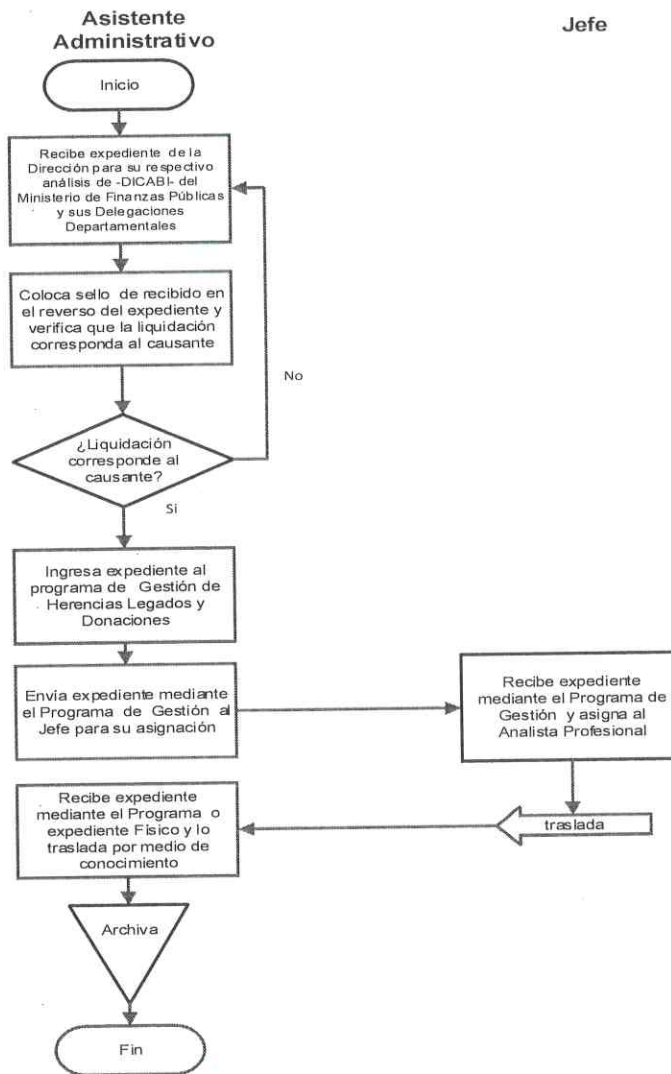 Asistente
Administrativo
Jefe
Inicio
Recibe expediente de la
Dirección para su respectivo
análisis de -DICABI- del
Ministerio de Finanzas Públicas
y sus Delegaciones
Departamentales
Coloca sello de recibido en
el reverso del expediente y
verifica que la liquidación
corresponda al causante
No
¿Liquidación
corresponde al
causante?
Si
Ingresa expediente al
programa de Gestión de
Herencias Legados y
Donaciones
Envía expediente mediante
el Programa de Gestión al
Jefe para su asignación
Recibe expediente
mediante el Programa de
Gestión y asigna al
Analista Profesional
traslada
Recibe expediente
mediante el Programa o
expediente Físico y lo
traslada por medio de
conocimiento
Archiva
Fin